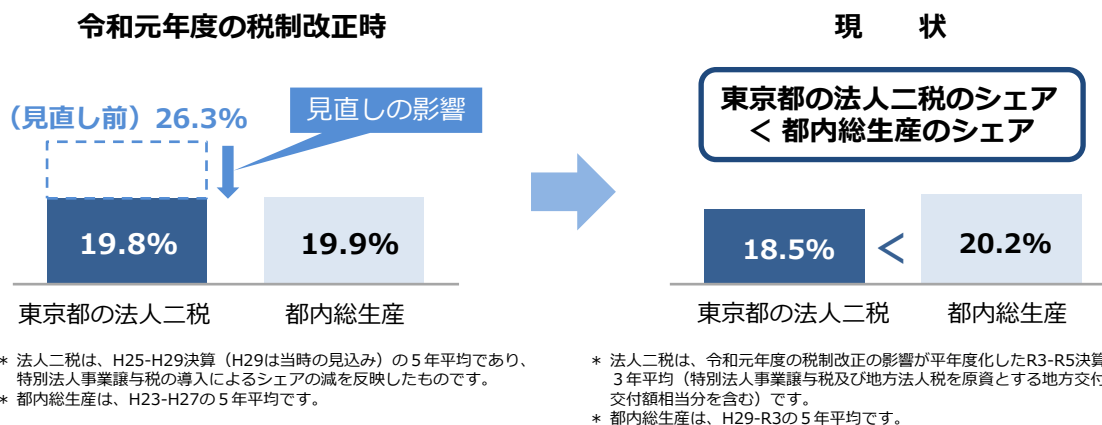 令和元年度の税制改正時
（見直し前）26.3%
見直しの影響
19.8%
19.9%
東京都の法人二税
都内総生産
＊ 法人二税は、H25-H29決算（H29は当時の見込み）の５年平均であり、
特別法人事業譲与税の導入によるシェアの減を反映したものです。
＊ 都内総生産は、H23-H27の５年平均です。
現　状
東京都の法人二税のシェア
＜ 都内総生産のシェア
18.5%
＜
20.2%
東京都の法人二税
都内総生産
＊ 法人二税は、令和元年度の税制改正の影響が平年度化したR3-R5決算
３年平均（特別法人事業譲与税及び地方法人税を原資とする地方交付
交付額相当分を含む）です。
＊ 都内総生産は、H29-R3の５年平均です。